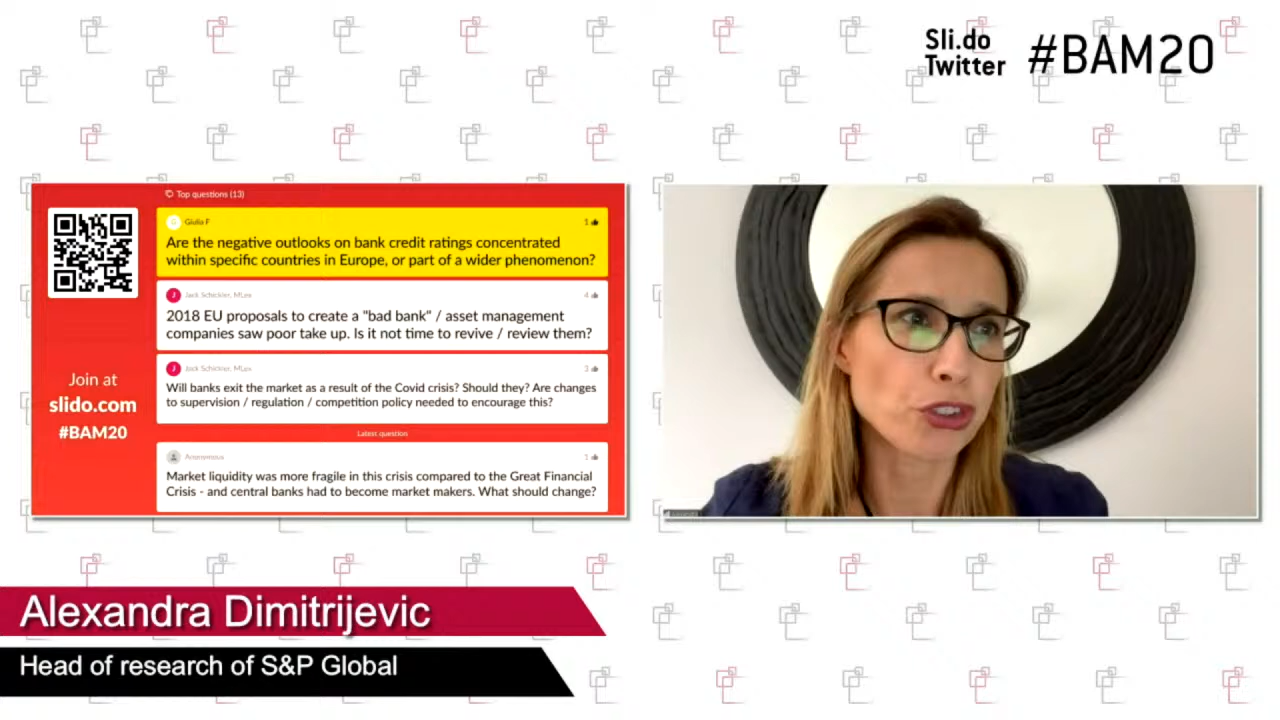 Sli.do
Twitter
#BAM20
Top questions (13)
Giulia F
1
Are the negative outlooks on bank credit ratings concentrated
within specific countries in Europe, or part of a wider phenomenon?
J
Jack Schickler, MLex
4
2018 EU proposals to create a "bad bank" / asset management
companies saw poor take up. Is it not time to revive / review them?
J
Jack Schickler, MLex
3
Will banks exit the market as a result of the Covid crisis? Should they? Are changes
to supervision / regulation / competition policy needed to encourage this?
Latest question
Anonymous
1
Market liquidity was more fragile in this crisis compared to the Great Financial
Crisis - and central banks had to become market makers. What should change?
Join at
slido.com
#BAM20
Alexandra Dimitrijevic
Head of research of S&P Global